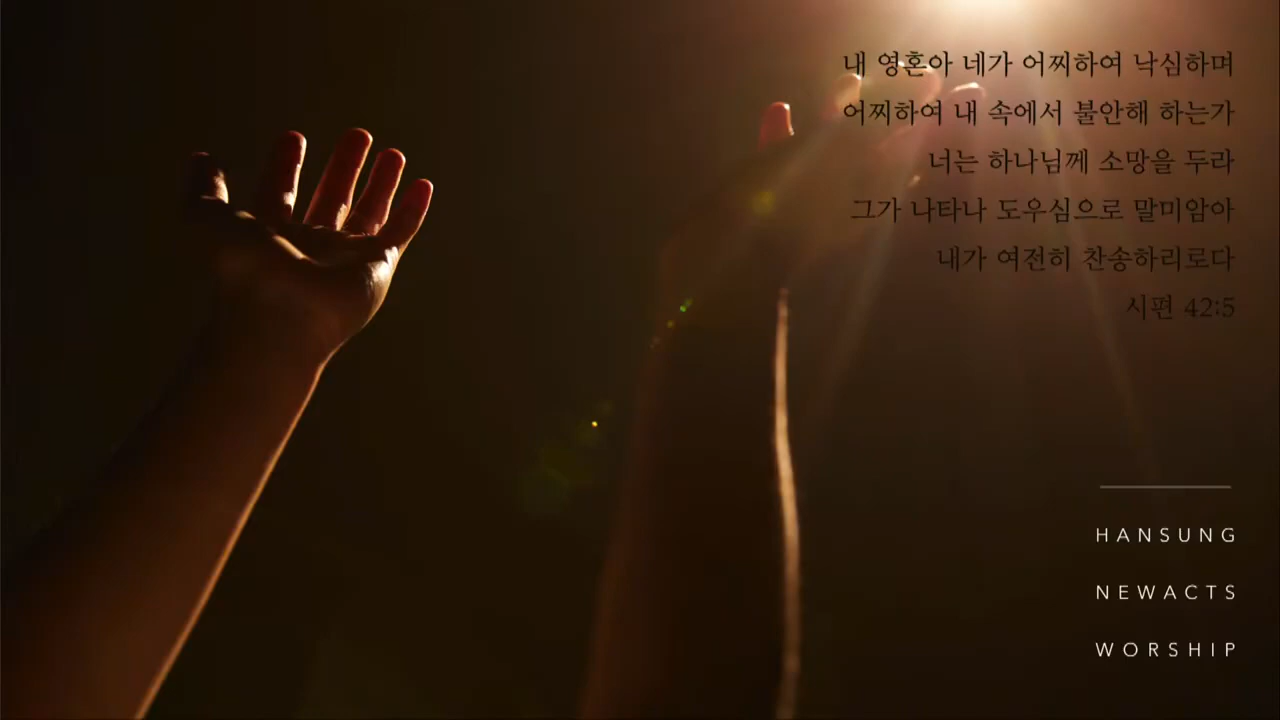 내 영혼아 네가 어찌하여 낙심하며
어찌하여 내 속에서 불안해 하는가
너는 하나님께 소망을 두라
그가 나타나 도우심으로 말미암아
내가 여전히 찬송하리로다
시편 42:5
HANSUNG
NEWACTS
WORSHIP